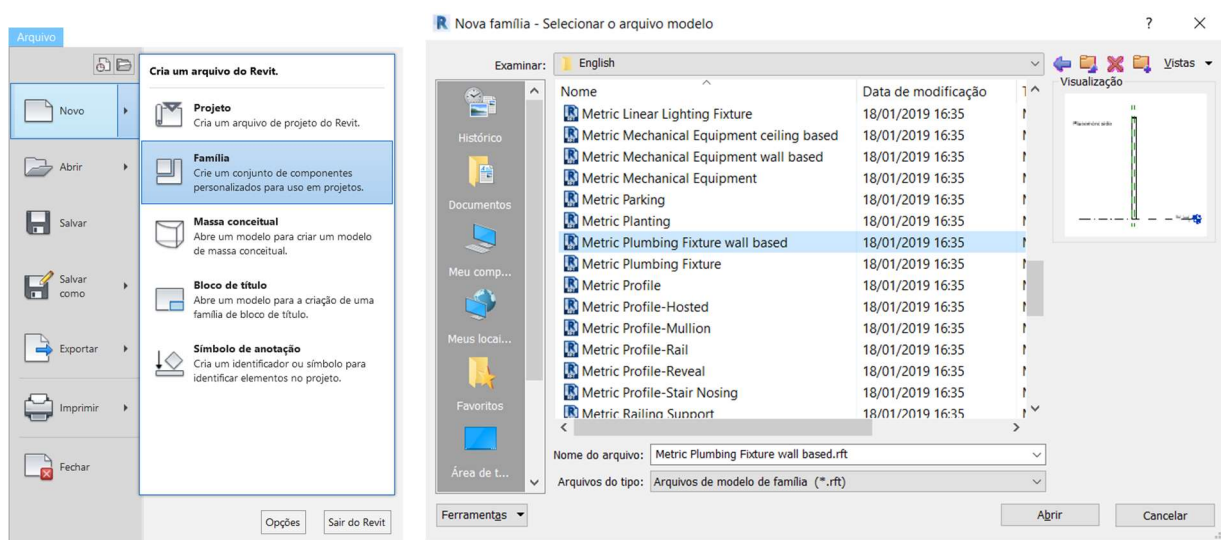 Arquivo
Cria um arquivo do Revit.
Novo
Projeto
Cria um arquivo de projeto do Revit.
Abrir
Família
Crie um conjunto de componentes
personalizados para uso em projetos.
Salvar
Massa conceitual
Abre um modelo para criar um modelo
de massa conceitual.
Salvar
como
Bloco de título
Abre um modelo para a criação de uma
família de bloco de título.
Exportar
Símbolo de anotação
Cria um identificador ou símbolo para
identificar elementos no projeto.
Imprimir
Fechar
Opções
Sair do Revit
Nova família - Selecionar o arquivo modelo
Examinar:
English
Vistas
Histórico
Documentos
Meu comp...
Meus locai...
Favoritos
Área de t...
Nome Data de modificação
Metric Linear Lighting Fixture 18/01/2019 16:35
Metric Mechanical Equipment ceiling based 18/01/2019 16:35
Metric Mechanical Equipment wall based 18/01/2019 16:35
Metric Mechanical Equipment 18/01/2019 16:35
Metric Parking 18/01/2019 16:35
Metric Planting 18/01/2019 16:35
Metric Plumbing Fixture wall based 18/01/2019 16:35
Metric Plumbing Fixture 18/01/2019 16:35
Metric Profile 18/01/2019 16:35
Metric Profile-Hosted 18/01/2019 16:35
Metric Profile-Mullion 18/01/2019 16:35
Metric Profile-Rail 18/01/2019 16:35
Metric Profile-Reveal 18/01/2019 16:35
Metric Profile-Stair Nosing 18/01/2019 16:35
Metric Railing Support 18/01/2019 16:35
Visualização
Nome do arquivo: Metric Plumbing Fixture wall based.rft
Arquivos do tipo: Arquivos de modelo de família (*.rft)
Ferramentas
Abrir
Cancelar